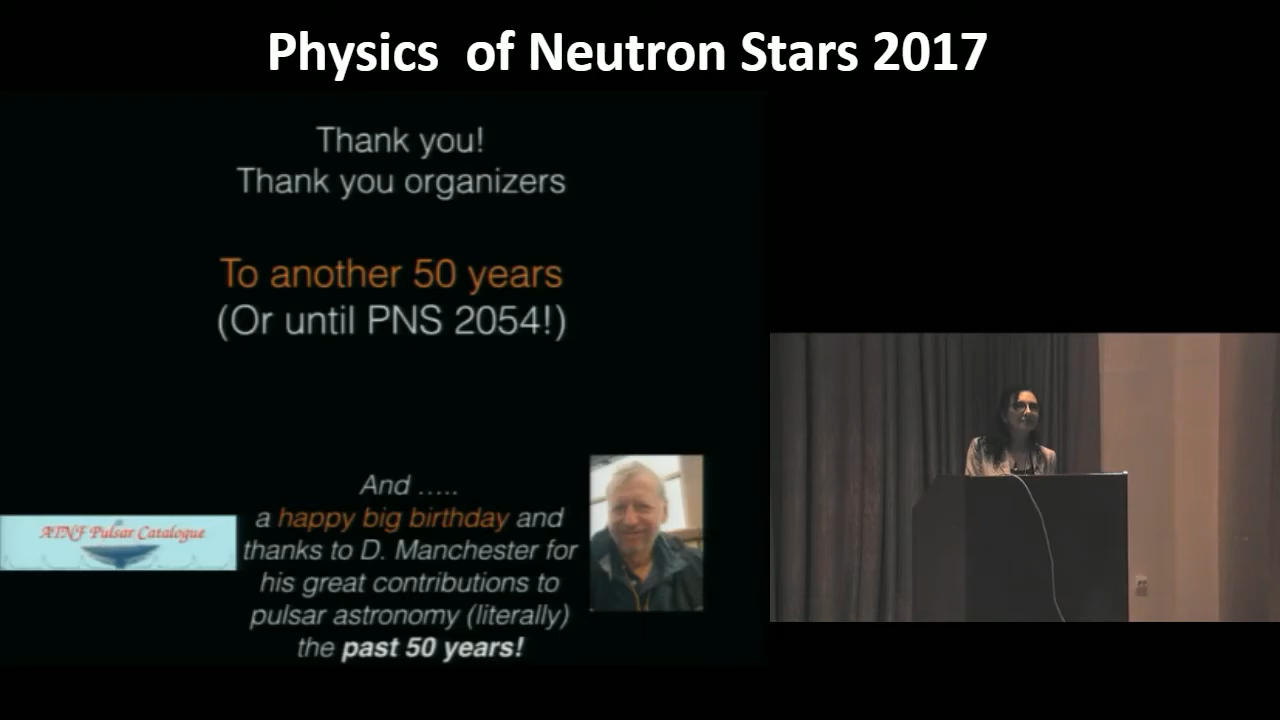 Physics of Neutron Stars 2017
Thank you!
Thank you organizers
To another 50 years
(Or until PNS 2054!)
And .....
a happy big birthday and
thanks to D. Manchester for
his great contributions to
pulsar astronomy (literally)
the past 50 years!
ATNF Pulsar Catalogue